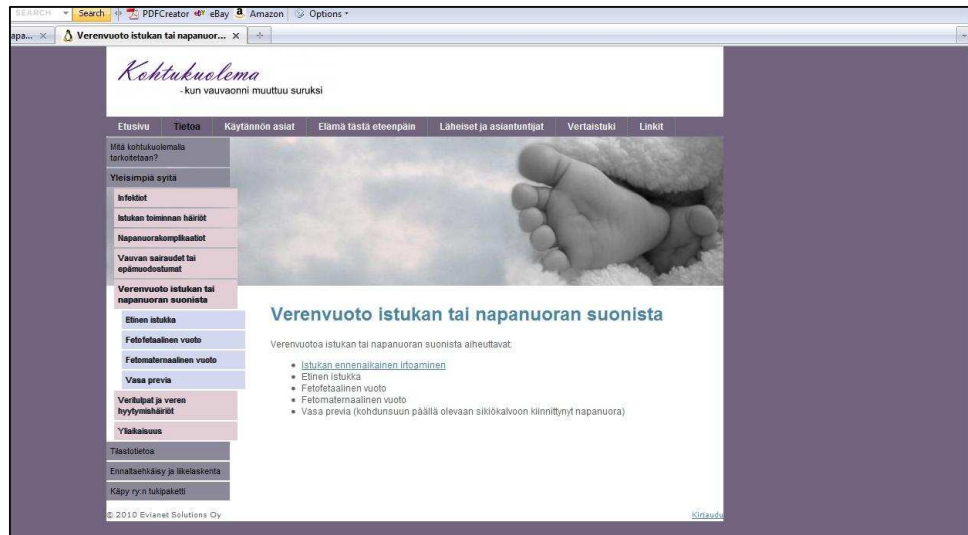 SEARCH Search PDFCreator eBay Amazon Options
apa... Verenvuoto istukan tai napanuor...
Kohtukuolema
- kun vauvaonni muuttuu suruksi
Etusivu Tietoa Käytännön asiat Elämä tästä eteenpäin Läheiset ja asiantuntijat Vertaistuki Linkit
Mitä kohtukuolemalla
tarkoitetaan?
Yleisimpiä syitä
Infektiot
Istukan toiminnan häiriöt
Napanuorakomplikaatiot
Vauvan sairaudet tai
epämuodostumat
Verenvuoto istukan tai
napanuoran suonista
Etinen istukka
Fetofetaalinen vuoto
Fetomaternaalinen vuoto
Vasa previa
Veritulpat ja veren
hyytymishäiriöt
Yliaikaisuus
Tilastotietoa
Ennaltaehkäisy ja liikelaskenta
Käpy ry:n tukipaketti
Verenvuoto istukan tai napanuoran suonista
Verenvuotoa istukan tai napanuoran suonista aiheuttavat:
Istukan ennenaikainen irtoaminen
Etinen istukka
Fetofetaalinen vuoto
Fetomaternaalinen vuoto
Vasa previa (kohdunsuun päällä olevaan sikiökalvoon kiinnittynyt napanuora)
© 2010 Evianet Solutions Oy
Kirjaudu